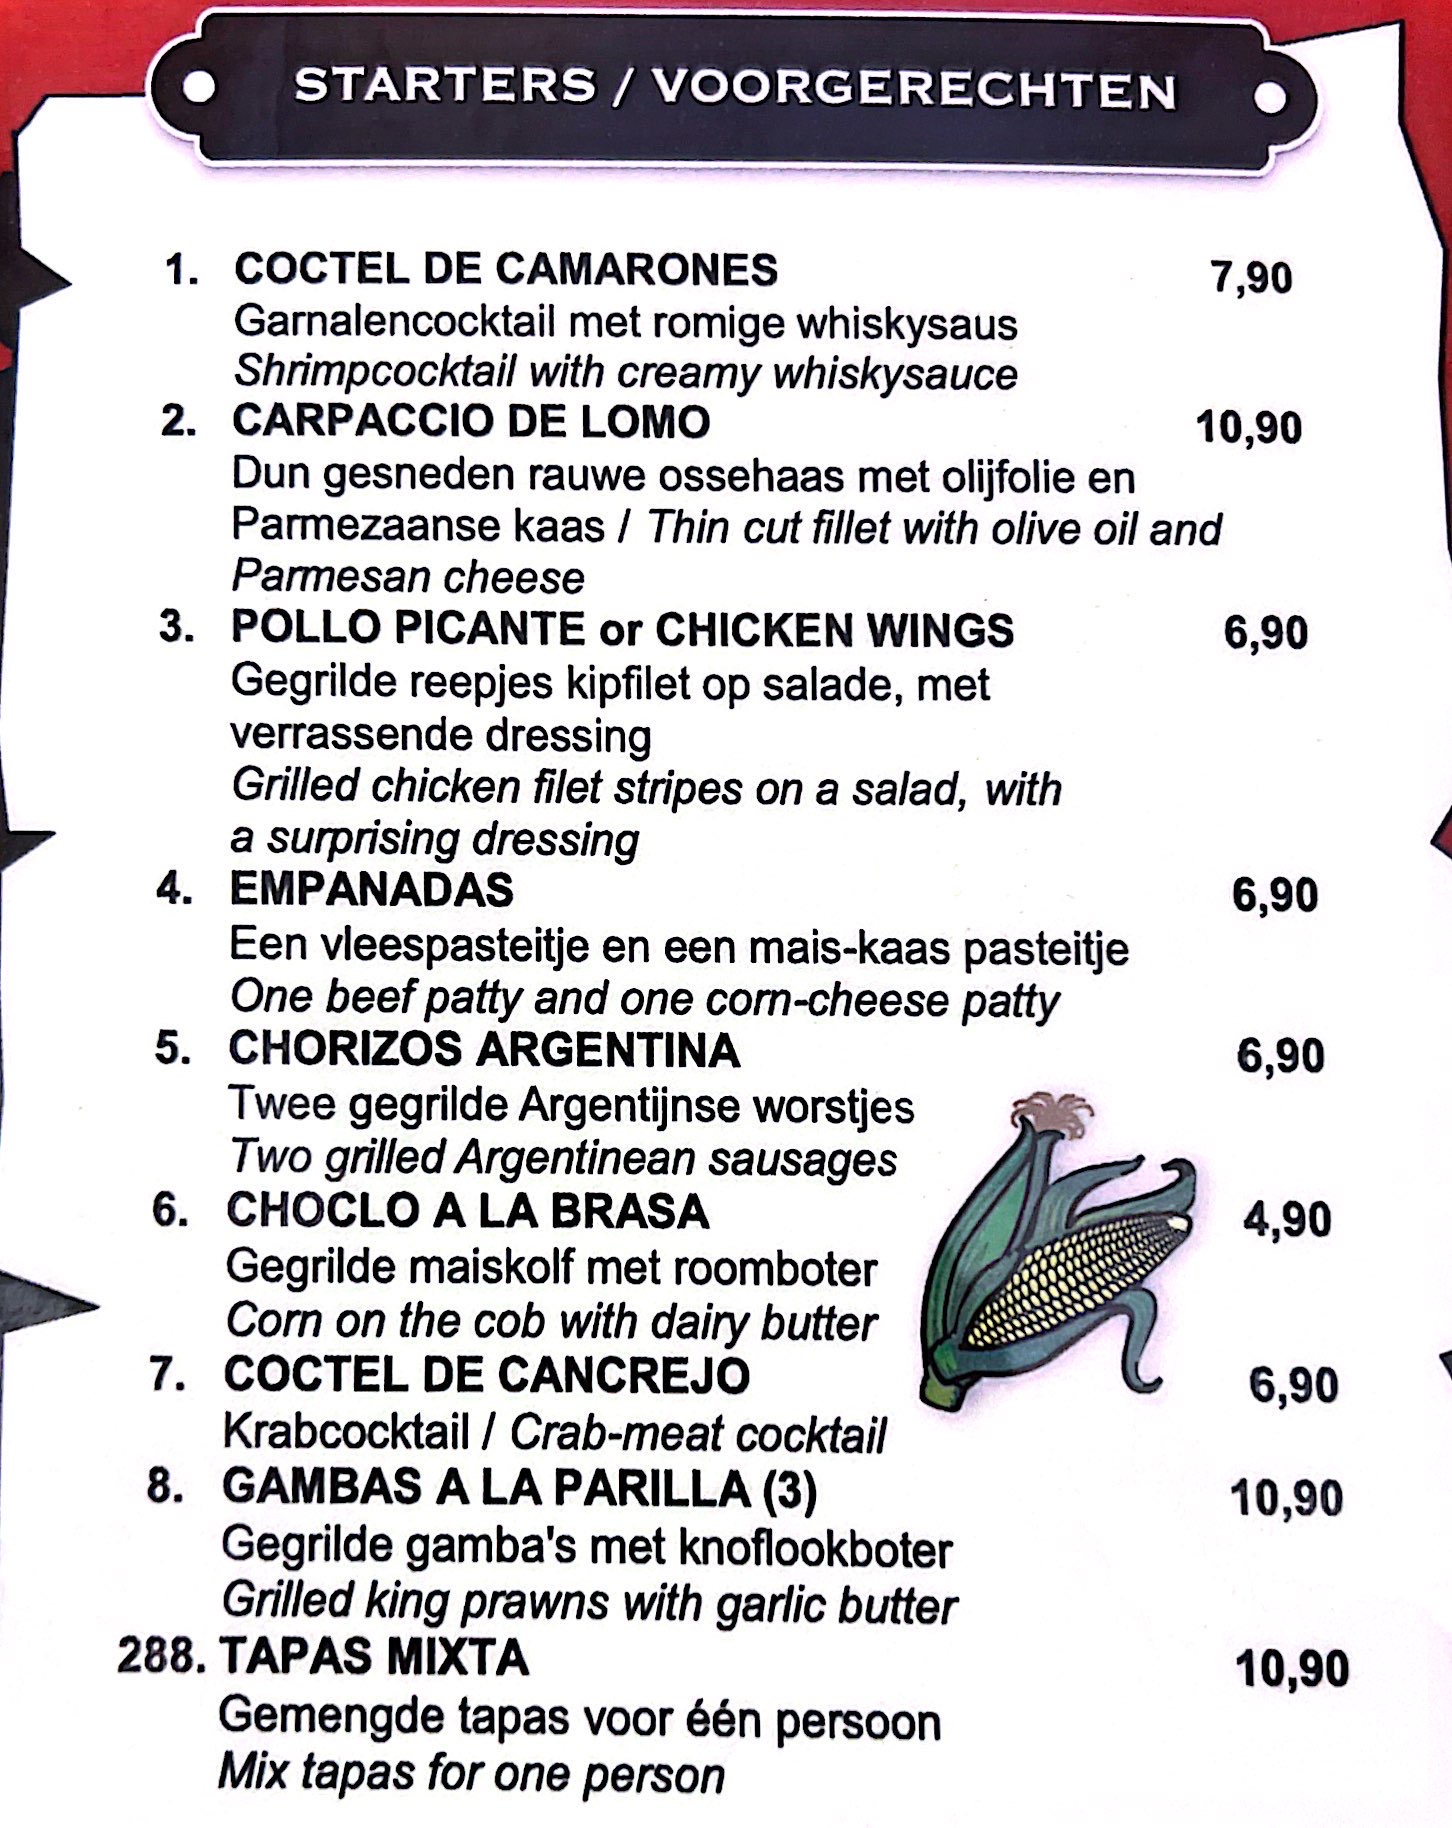 STARTERS / VOORGERECHTEN
1. COCTEL DE CAMARONES 7,90
Garnalencocktail met romige whiskysaus
Shrimpcocktail with creamy whiskysauce
2. CARPACCIO DE LOMO 10,90
Dun gesneden rauwe ossehaas met olijfolie en
Parmezaanse kaas / Thin cut fillet with olive oil and
Parmesan cheese
3. POLLO PICANTE or CHICKEN WINGS 6,90
Gegrilde reepjes kipfilet op salade, met
verrassende dressing
Grilled chicken filet stripes on a salad, with
a surprising dressing
4. EMPANADAS 6,90
Een vleespasteitje en een mais-kaas pasteitje
One beef patty and one corn-cheese patty
5. CHORIZOS ARGENTINA 6,90
Twee gegrilde Argentijnse worstjes
Two grilled Argentinean sausages
6. CHOCLO A LA BRASA 4,90
Gegrilde maiskolf met roomboter
Corn on the cob with dairy butter
7. COCTEL DE CANCREJO 6,90
Krabcocktail / Crab-meat cocktail
8. GAMBAS A LA PARILLA (3) 10,90
Gegrilde gamba's met knoflookboter
Grilled king prawns with garlic butter
288. TAPAS MIXTA 10,90
Gemengde tapas voor één persoon
Mix tapas for one person